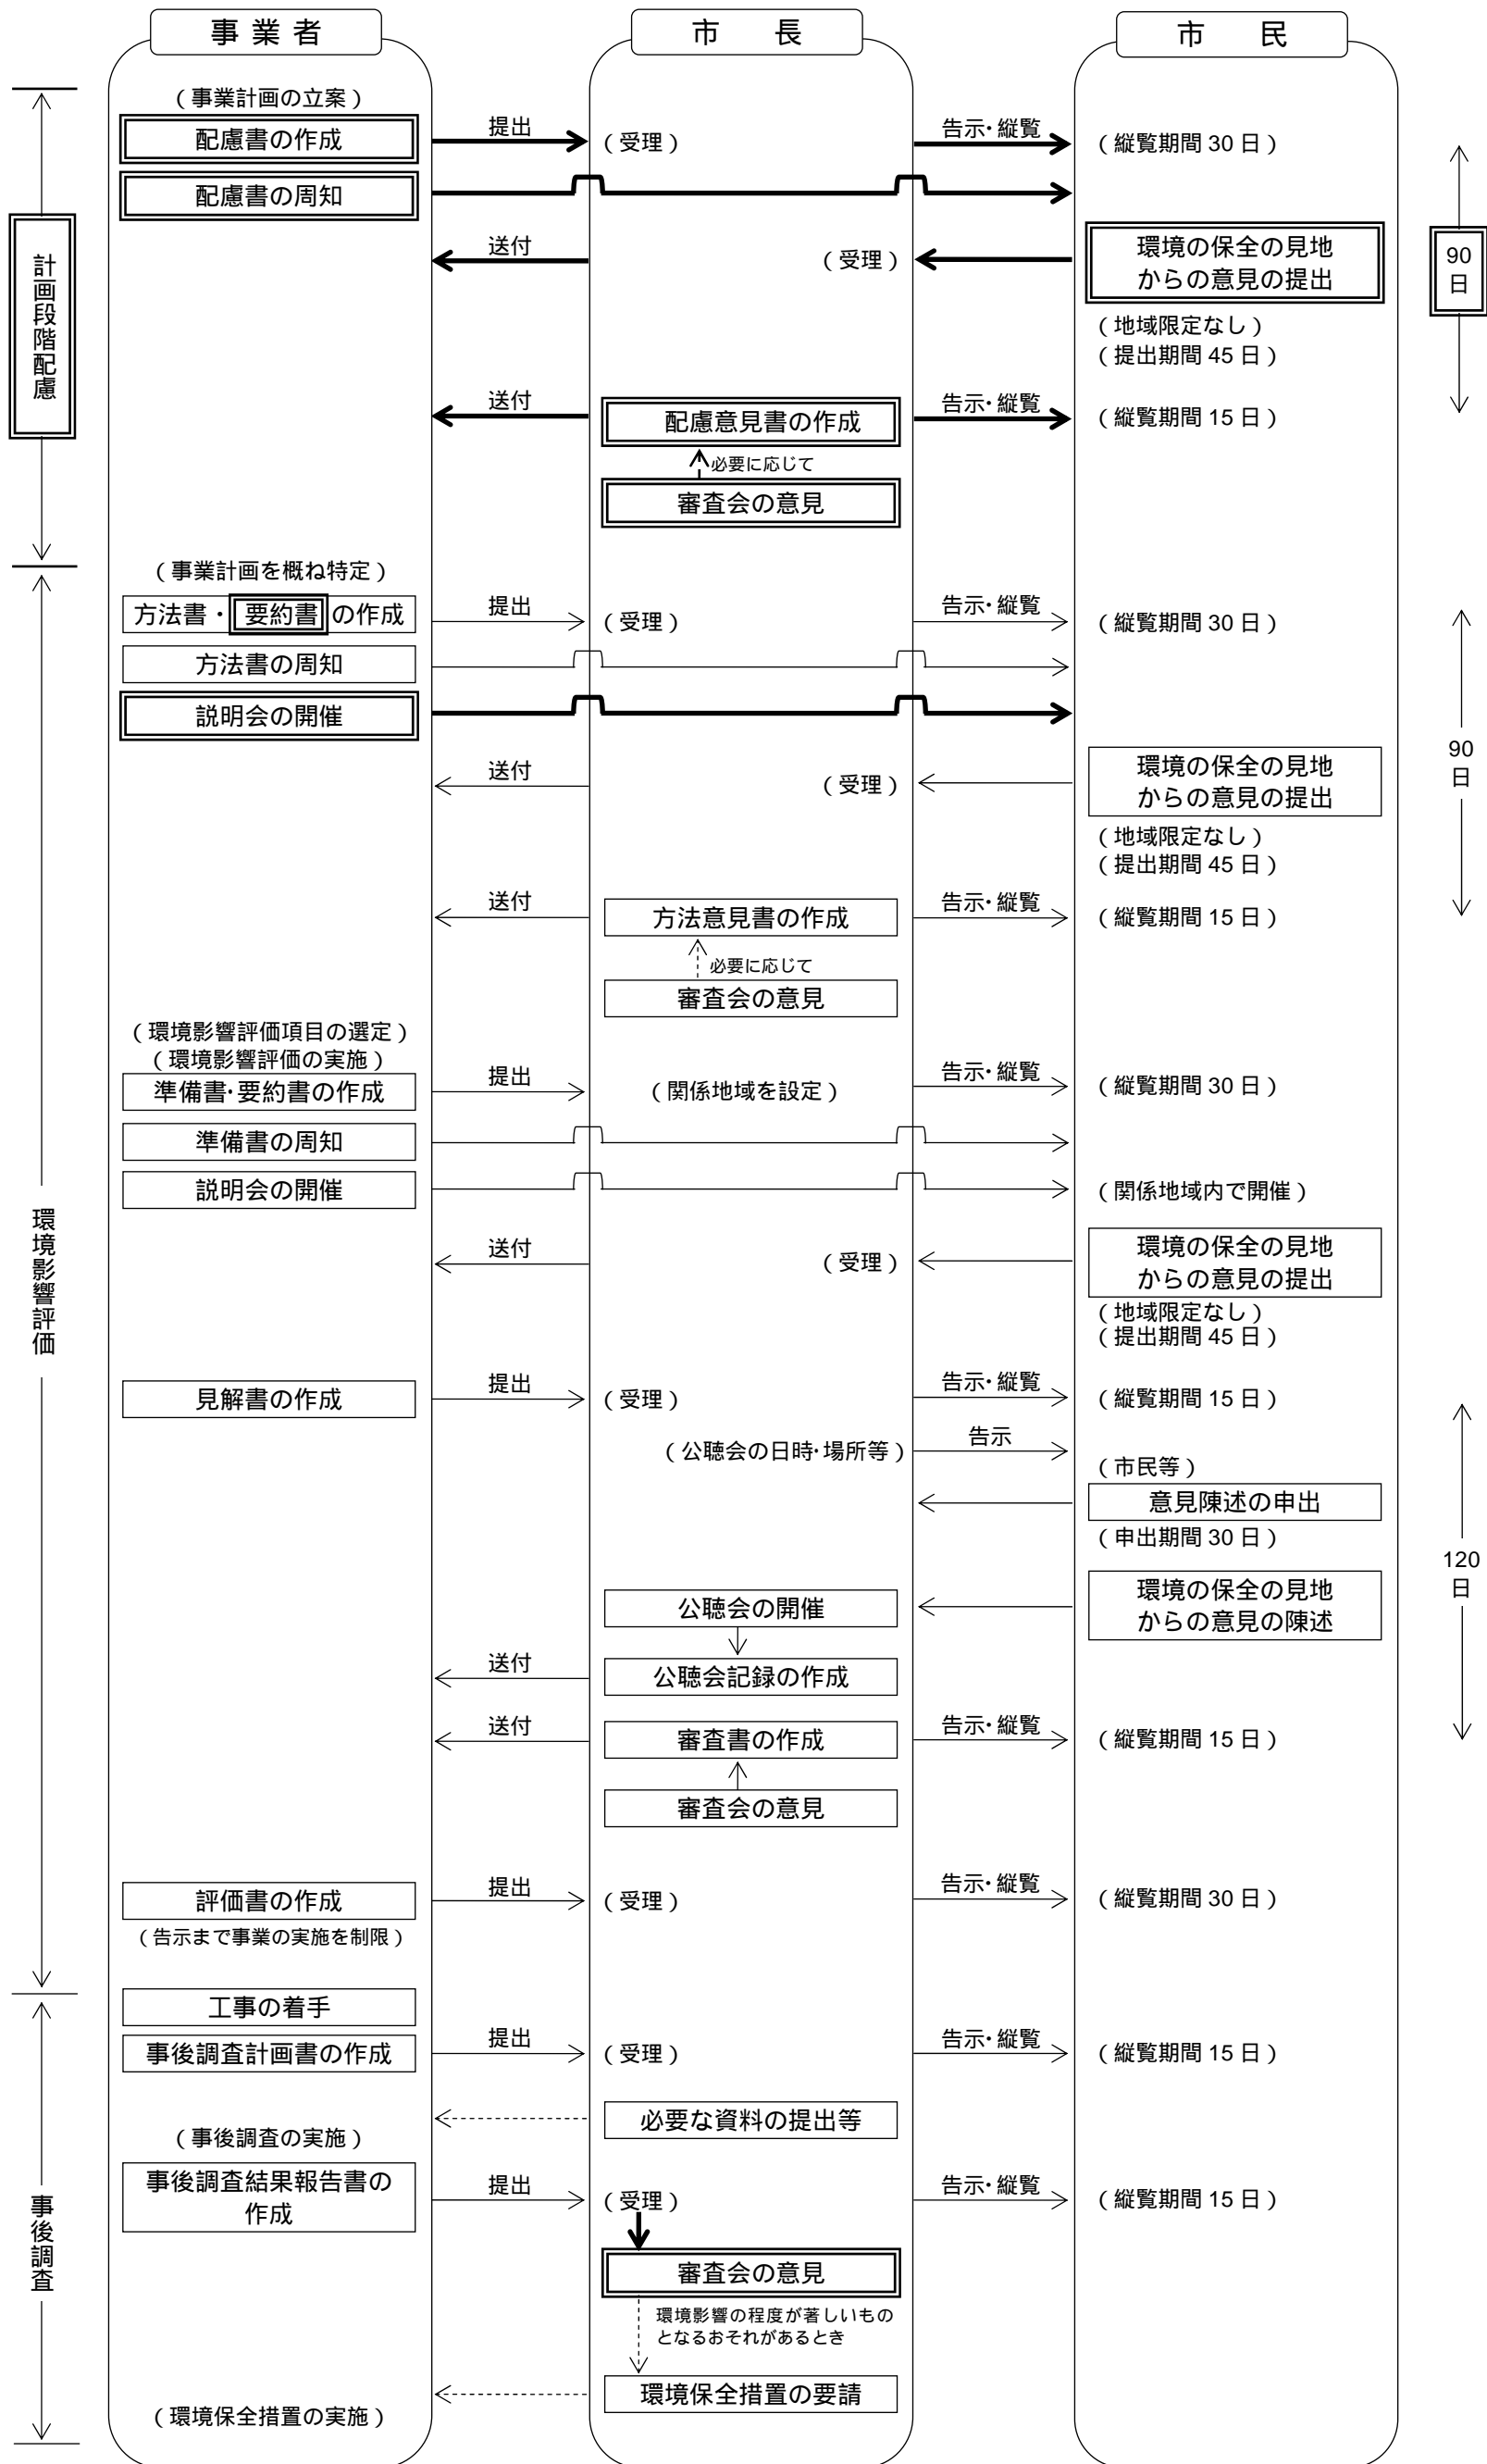 事業者
市　長
市　民
（事業計画の立案）
配慮書の作成
提出
（受理）
告示・縦覧
（縦覧期間 30 日）
配慮書の周知
計画段階配慮
送付
（受理）
環境の保全の見地
からの意見の提出
（地域限定なし）
（提出期間 45 日）
90
日
送付
配慮意見書の作成
告示・縦覧
（縦覧期間 15 日）
必要に応じて
審査会の意見
（事業計画を概ね特定）
方法書・要約書の作成
提出
（受理）
告示・縦覧
（縦覧期間 30 日）
方法書の周知
説明会の開催
送付
（受理）
環境の保全の見地
からの意見の提出
（地域限定なし）
（提出期間 45 日）
90
日
送付
方法意見書の作成
告示・縦覧
（縦覧期間 15 日）
必要に応じて
審査会の意見
（環境影響評価項目の選定）
（環境影響評価の実施）
準備書・要約書の作成
提出
（関係地域を設定）
告示・縦覧
（縦覧期間 30 日）
準備書の周知
説明会の開催
（関係地域内で開催）
環境影響評価
送付
（受理）
環境の保全の見地
からの意見の提出
（地域限定なし）
（提出期間 45 日）
見解書の作成
提出
（受理）
告示・縦覧
（縦覧期間 15 日）
（公聴会の日時・場所等）
告示
（市民等）
意見陳述の申出
（申出期間 30 日）
120
日
公聴会の開催
環境の保全の見地
からの意見の陳述
送付
公聴会記録の作成
送付
審査書の作成
告示・縦覧
（縦覧期間 15 日）
審査会の意見
評価書の作成
提出
（受理）
告示・縦覧
（縦覧期間 30 日）
（告示まで事業の実施を制限）
工事の着手
事後調査計画書の作成
提出
（受理）
告示・縦覧
（縦覧期間 15 日）
必要な資料の提出等
（事後調査の実施）
事後調査結果報告書の
作成
提出
（受理）
告示・縦覧
（縦覧期間 15 日）
事後調査
審査会の意見
環境影響の程度が著しいもの
となるおそれがあるとき
環境保全措置の要請
（環境保全措置の実施）